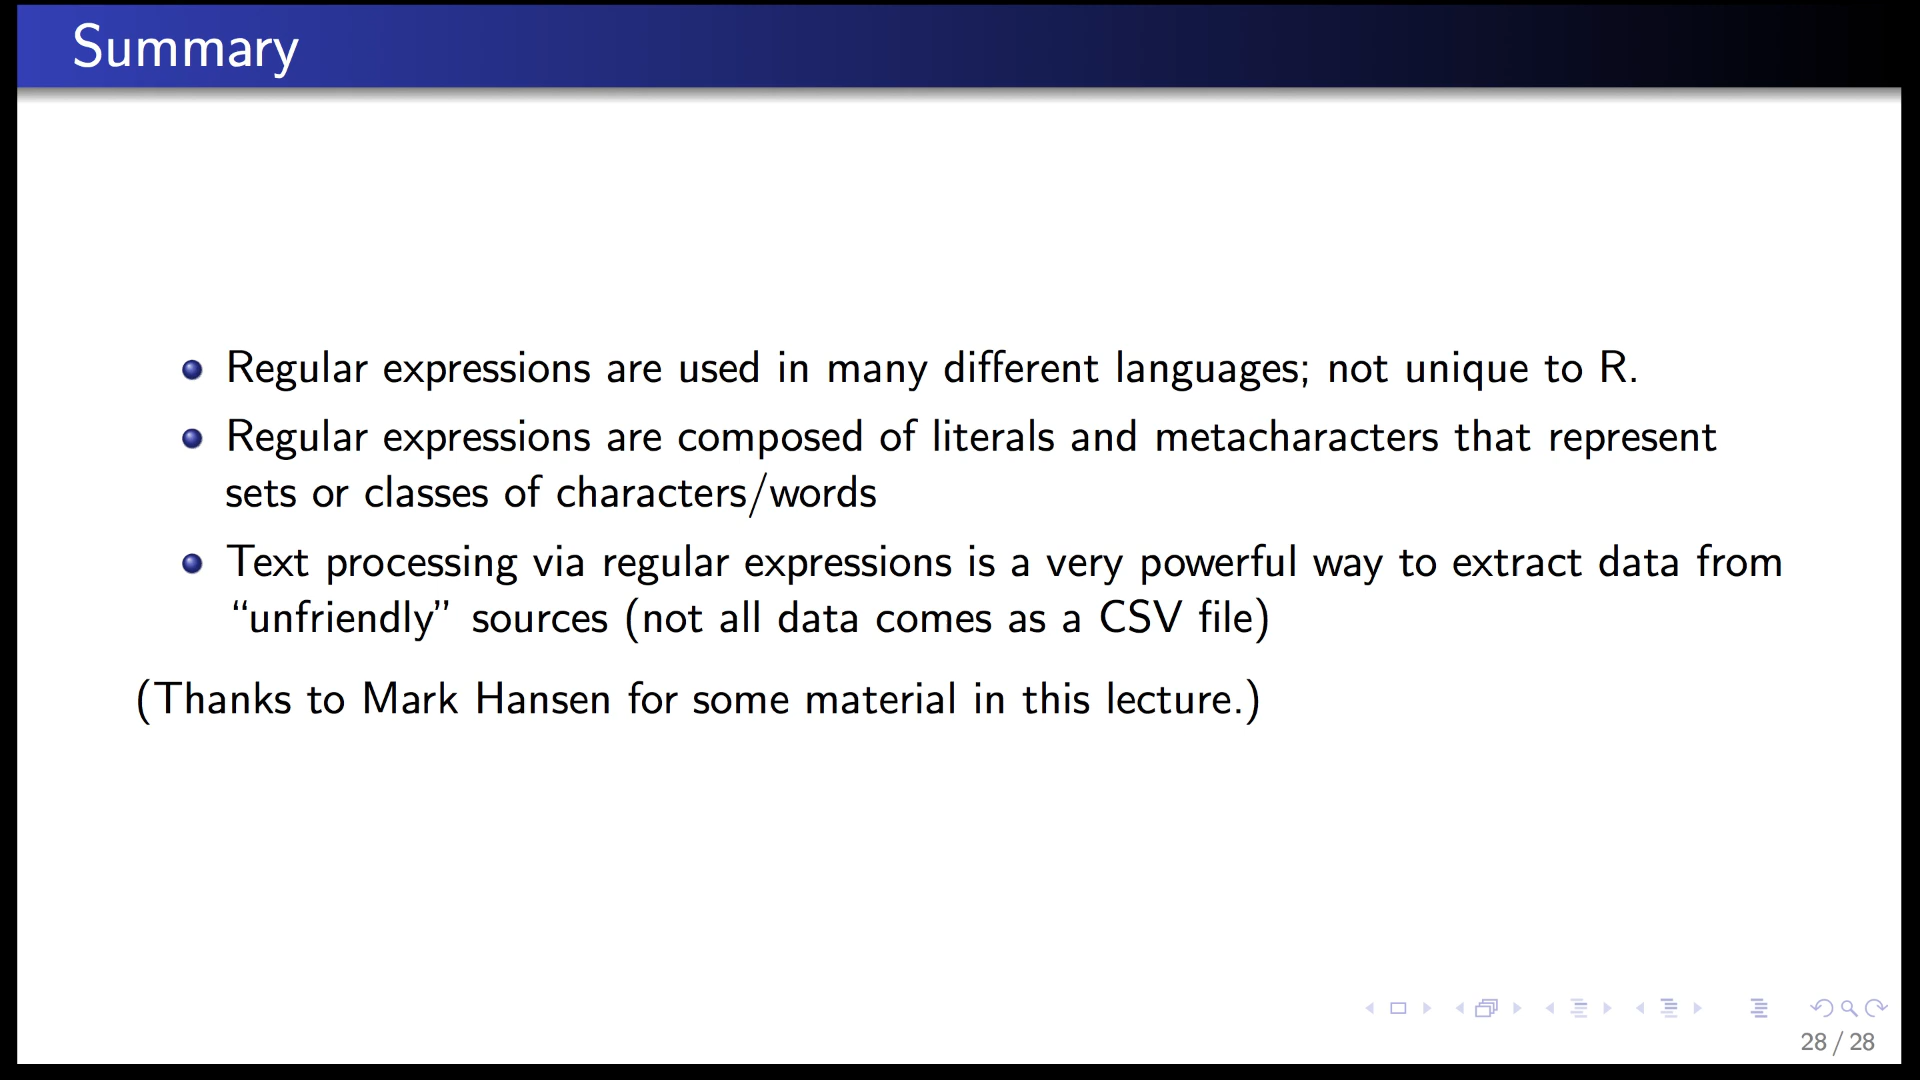 Summary
Regular expressions are used in many different languages; not unique to R.
Regular expressions are composed of literals and metacharacters that represent
sets or classes of characters/words
Text processing via regular expressions is a very powerful way to extract data from
“unfriendly” sources (not all data comes as a CSV file)
(Thanks to Mark Hansen for some material in this lecture.)
28 / 28